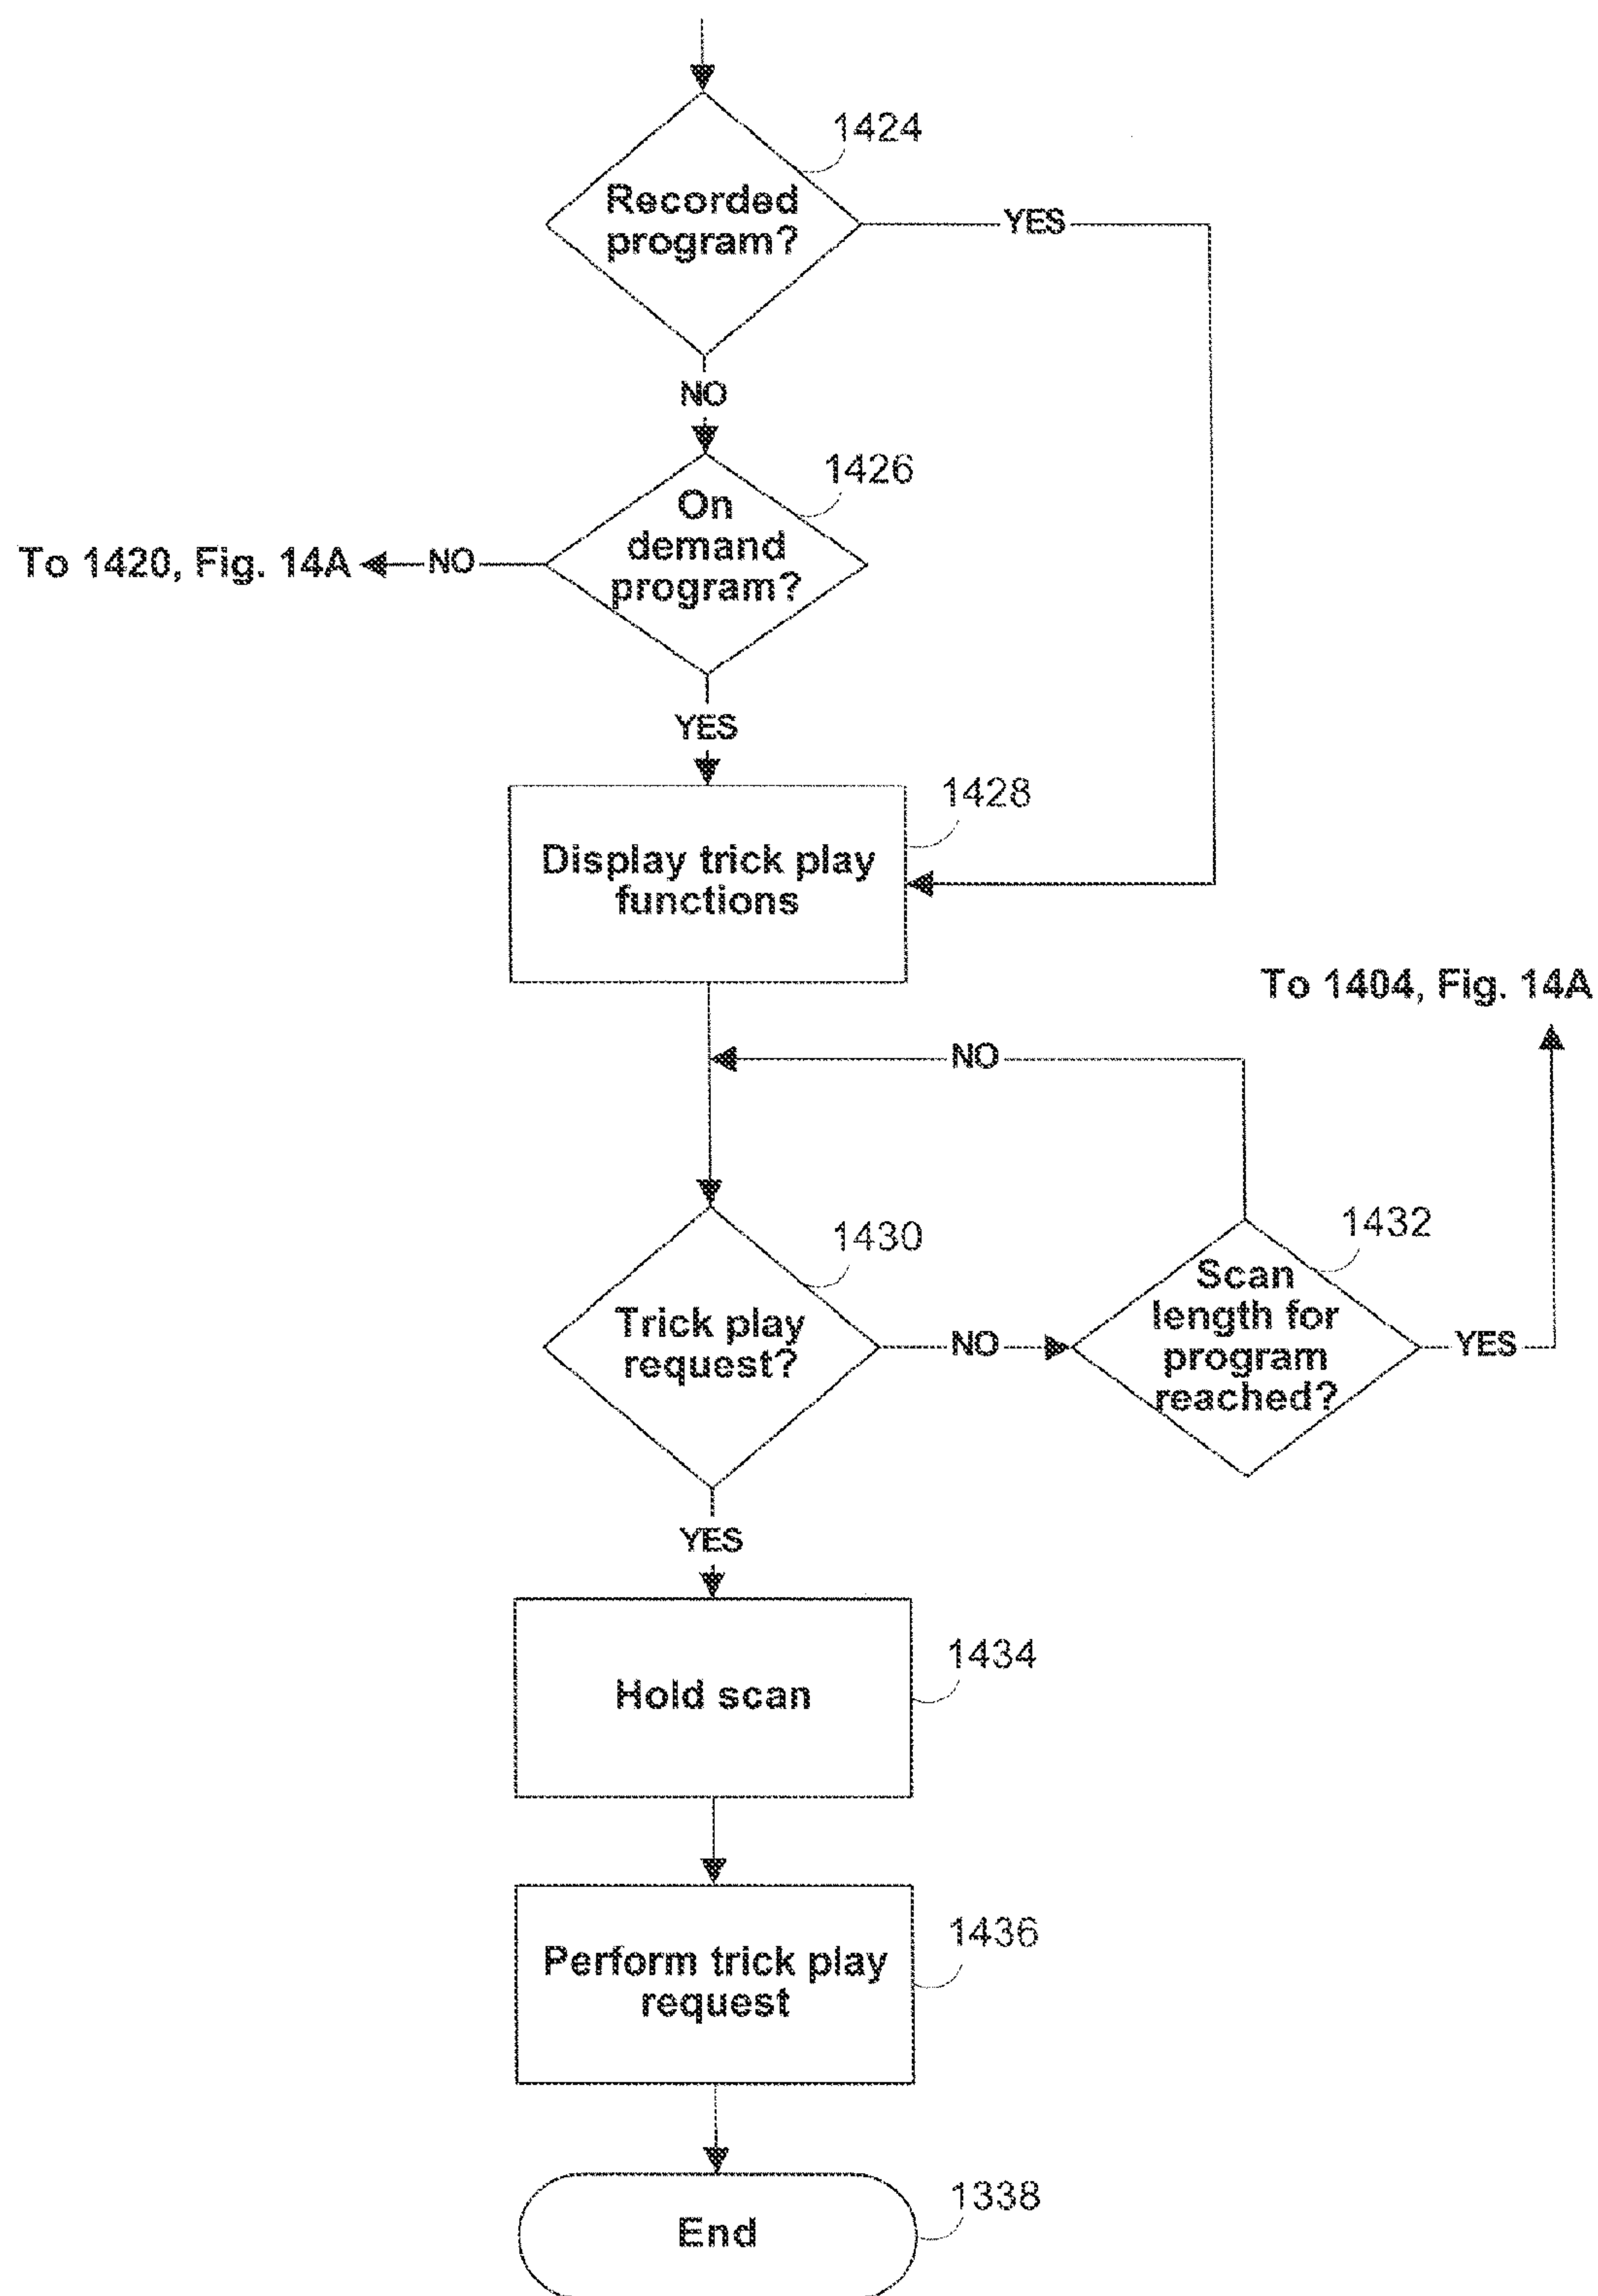 1424
Recorded
program?
YES
NO
1426
On
demand
program?
To 1420, Fig. 14A
NO
YES
1428
Display trick play
functions
To 1404, Fig. 14A
NO
1430
1432
Trick play
request?
NO
Scan
length for
program
reached?
YES
YES
1434
Hold scan
1436
Perform trick play
request
1338
End